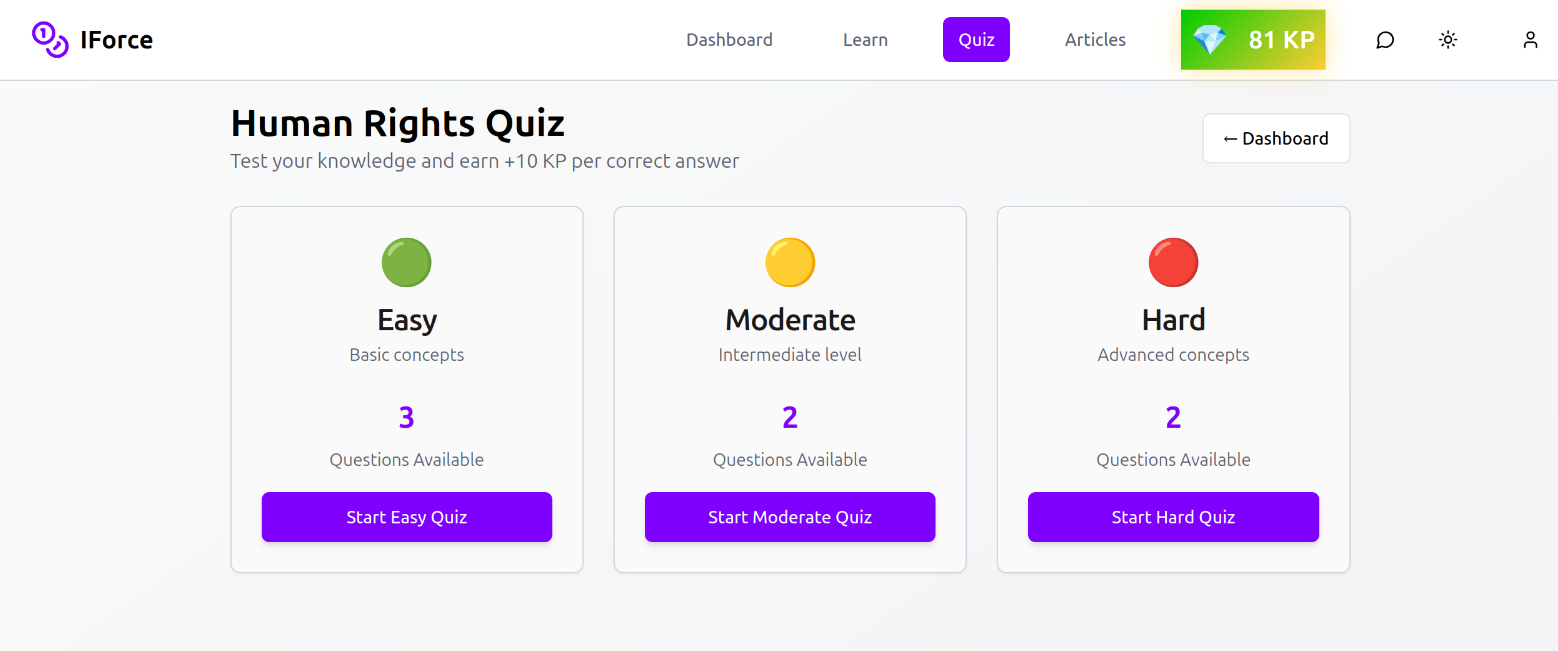 IForce
Dashboard
Learn
Quiz
Articles
81 KP
Human Rights Quiz
← Dashboard
Test your knowledge and earn +10 KP per correct answer
Easy
Basic concepts
3
Questions Available
Start Easy Quiz
Moderate
Intermediate level
2
Questions Available
Start Moderate Quiz
Hard
Advanced concepts
2
Questions Available
Start Hard Quiz